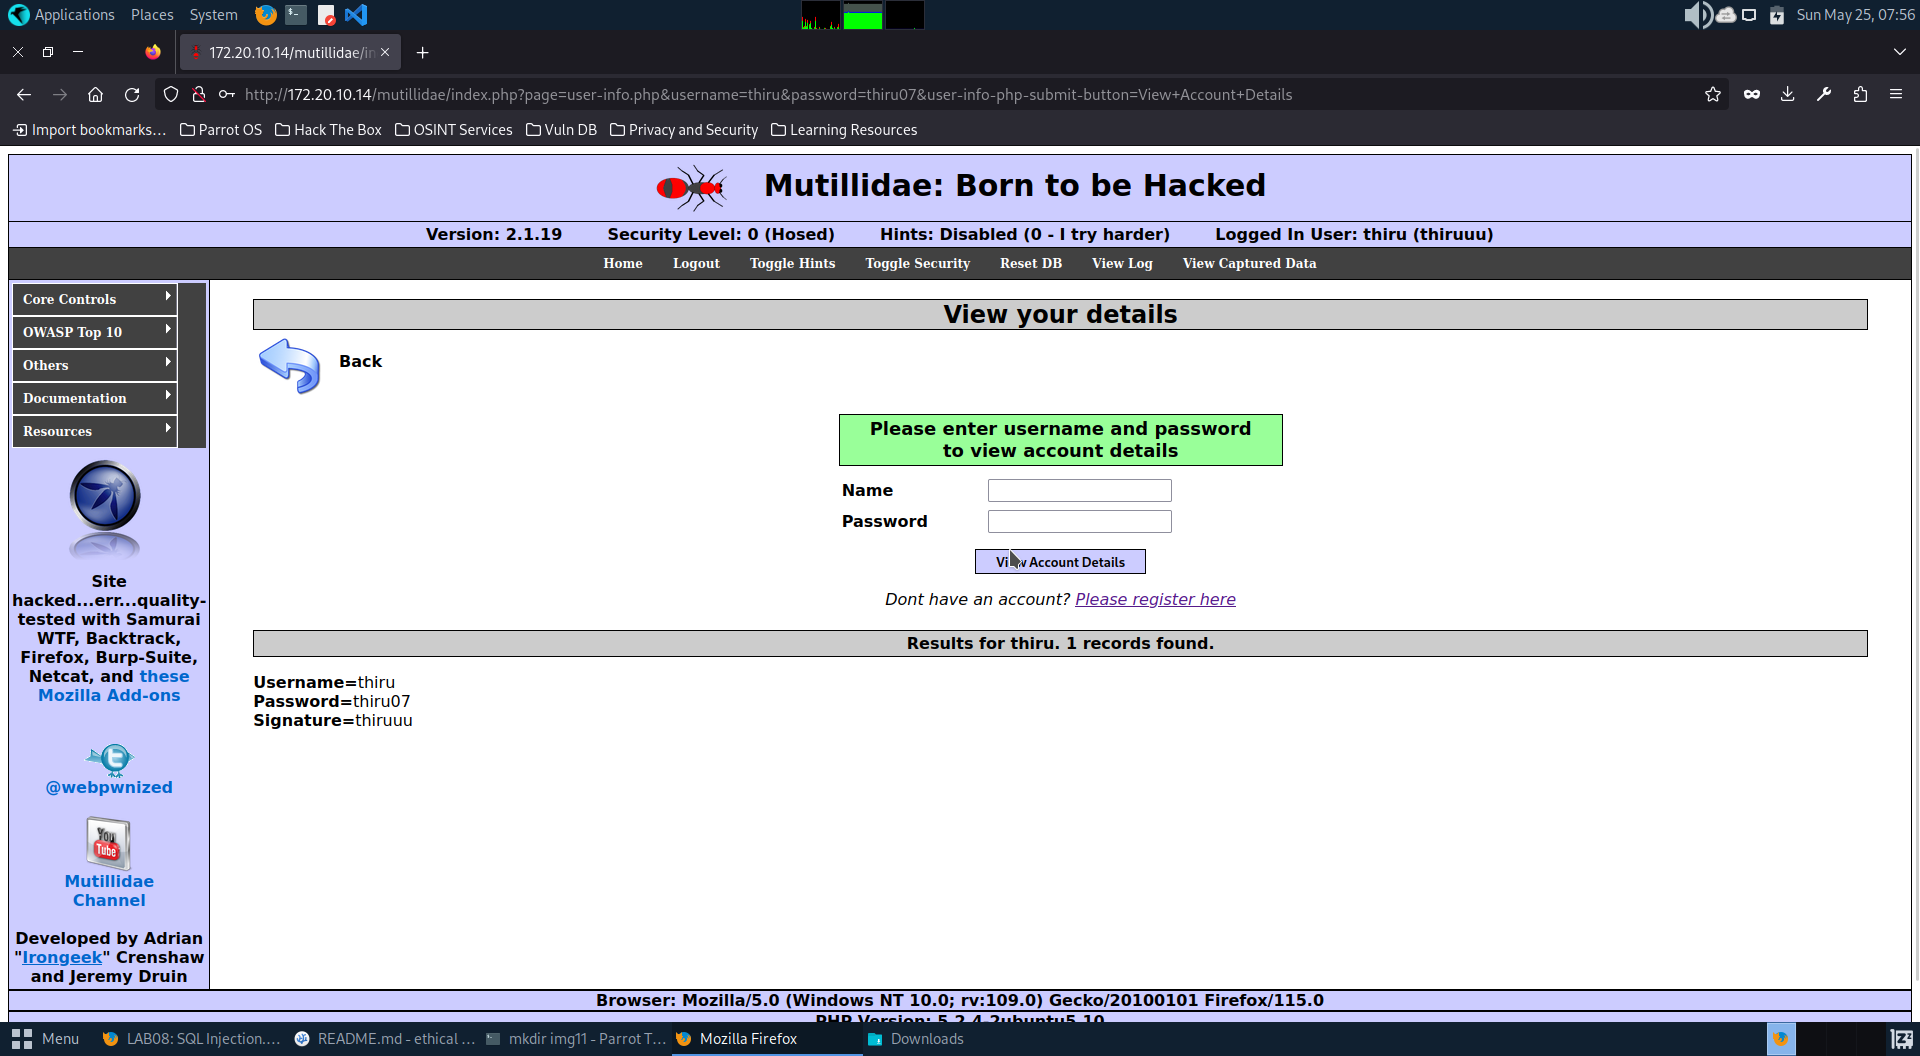 Applications Places System
Sun May 25, 07:56
172.20.10.14/mutillidae/in
http://172.20.10.14/mutillidae/index.php?page=user-info.php&username=thiru&password=thiru07&user-info-php-submit-button=View+Account+Details
Import bookmarks... Parrot OS Hack The Box OSINT Services Vuln DB Privacy and Security Learning Resources
Mutillidae: Born to be Hacked
Version: 2.1.19 Security Level: 0 (Hosed) Hints: Disabled (0 - I try harder) Logged In User: thiru (thiruuu)
Home Logout Toggle Hints Toggle Security Reset DB View Log View Captured Data
Core Controls
OWASP Top 10
Others
Documentation
Resources
Site
hacked...err...quality-
tested with Samurai
WTF, Backtrack,
Firefox, Burp-Suite,
Netcat, and these
Mozilla Add-ons
@webpwnized
You
Tube
Mutillidae
Channel
Developed by Adrian
"Irongeek" Crenshaw
and Jeremy Druin
View your details
Back
Please enter username and password
to view account details
Name
Password
View Account Details
Dont have an account? Please register here
Results for thiru. 1 records found.
Username=thiru
Password=thiru07
Signature=thiruuu
Browser: Mozilla/5.0 (Windows NT 10.0; rv:109.0) Gecko/20100101 Firefox/115.0
PHP Version: 5.2.4-2ubuntu5.10
Menu LAB08: SQL Injection.... README.md - ethical ... mkdir img11 - Parrot T... Mozilla Firefox Downloads